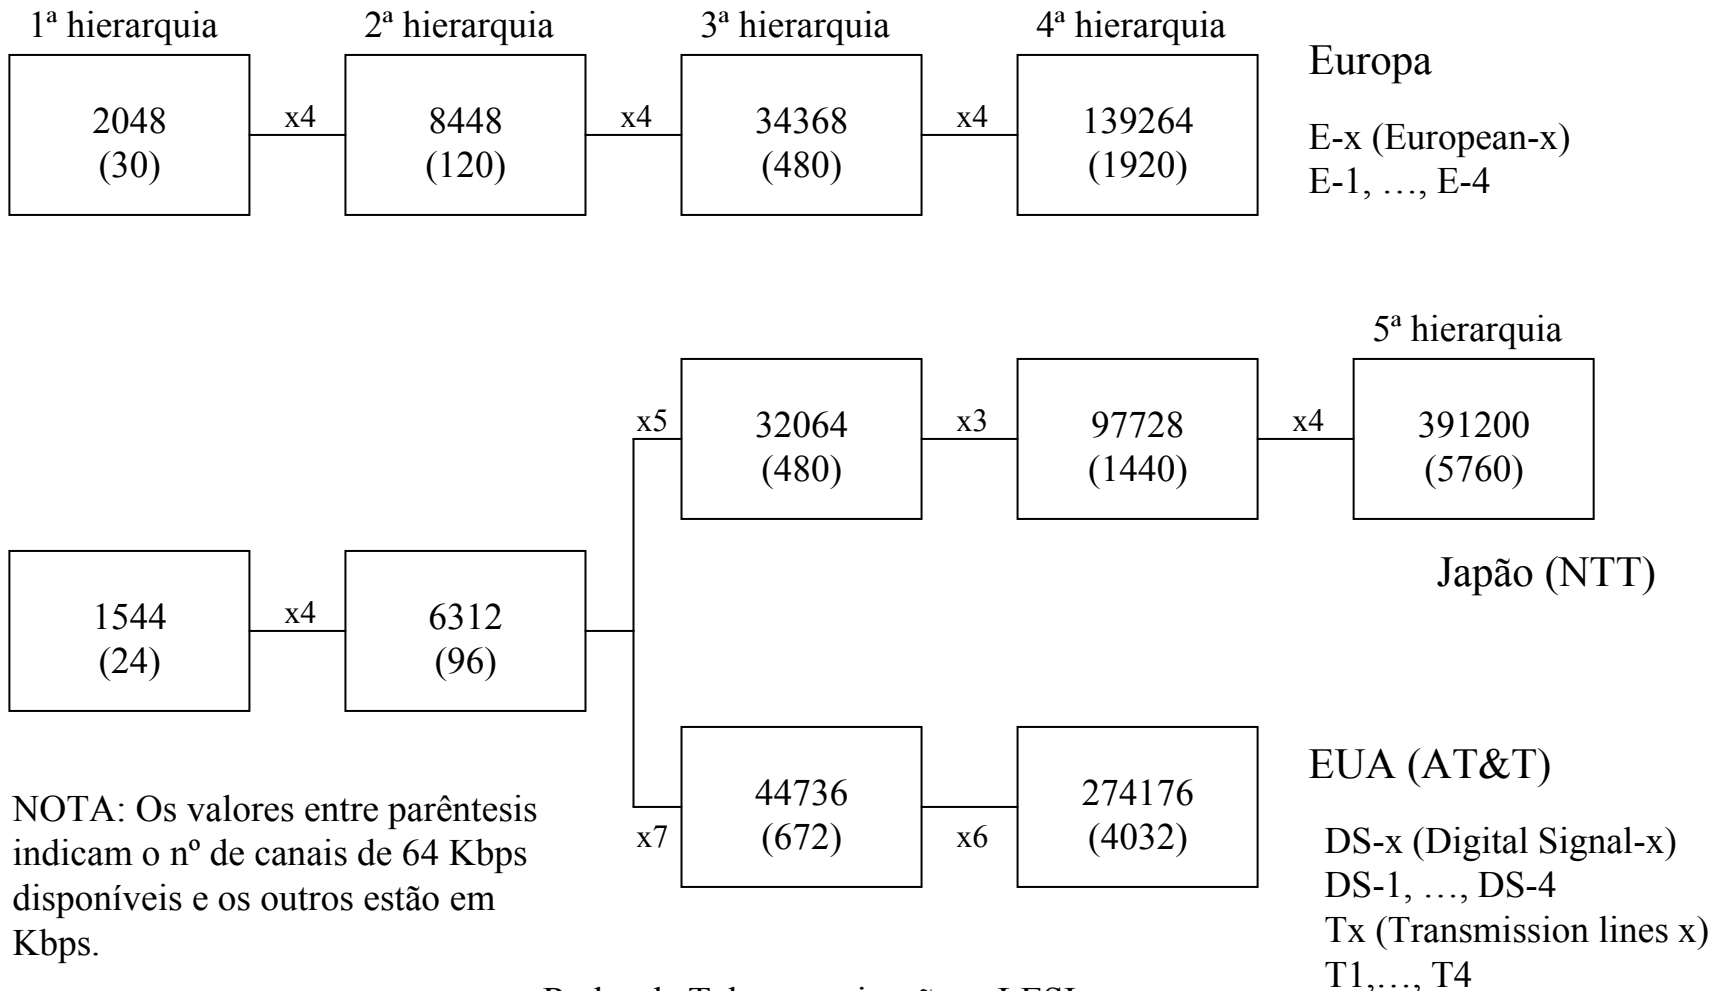 1ª hierarquia
2ª hierarquia
3ª hierarquia
4ª hierarquia
Europa
2048
(30)
x4
8448
(120)
x4
34368
(480)
x4
139264
(1920)
E-x (European-x)
E-1, …, E-4
5ª hierarquia
x5
32064
(480)
x3
97728
(1440)
x4
391200
(5760)
Japão (NTT)
1544
(24)
x4
6312
(96)
x7
44736
(672)
x6
274176
(4032)
EUA (AT&T)
DS-x (Digital Signal-x)
DS-1, …, DS-4
Tx (Transmission lines x)
T1,…, T4
NOTA: Os valores entre parêntesis
indicam o nº de canais de 64 Kbps
disponíveis e os outros estão em
Kbps.